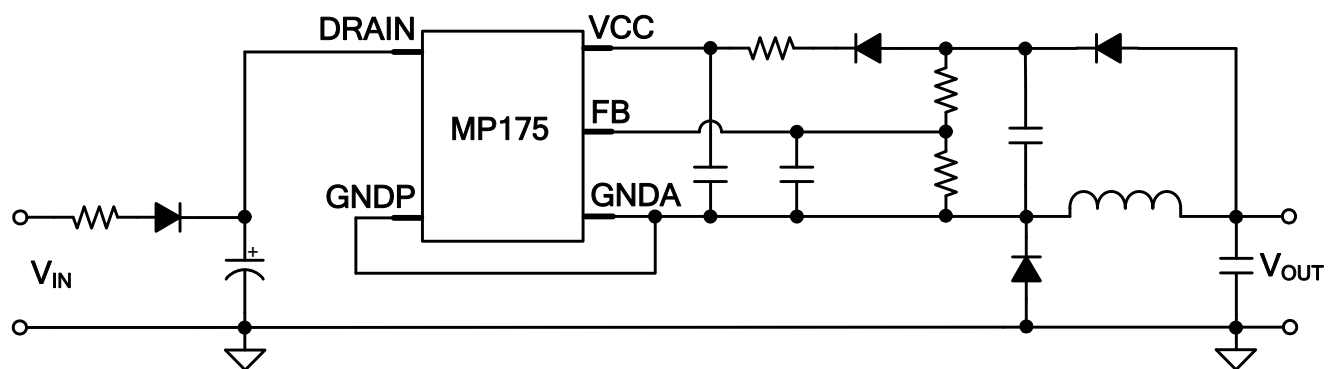 DRAIN
VCC
MP175
FB
GNDP
GNDA
+
VIN
VOUT